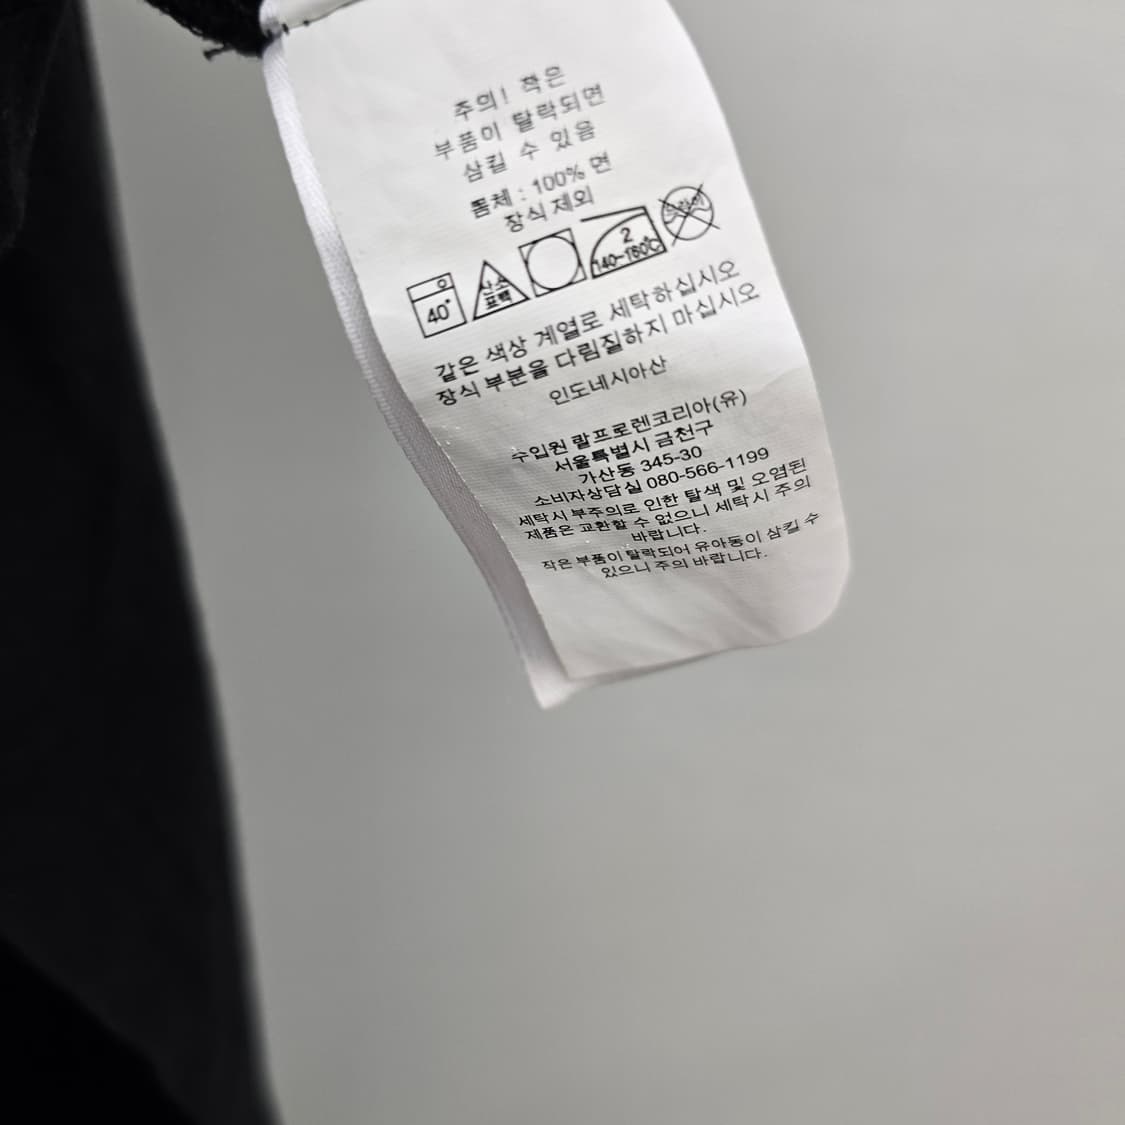 주의! 작은
부품이 탈락되면
삼킬 수 있음
몸체 : 100% 면
장식제외
약
40°
산소
표백
2
140-160℃
드라이
같은 색상 계열로 세탁하십시오
장식 부분을 다림질하지 마십시오
인도네시아산
수입원 랄프로렌코리아(유)
서울특별시 금천구
가산동 345-30
소비자상담실 080-566-1199
세탁시 부주의로 인한 탈색 및 오염된
제품은 교환할 수 없으니 세탁시 주의
바랍니다.
작은 부품이 탈락되어 유아동이 삼킬 수
있으니 주의 바랍니다.